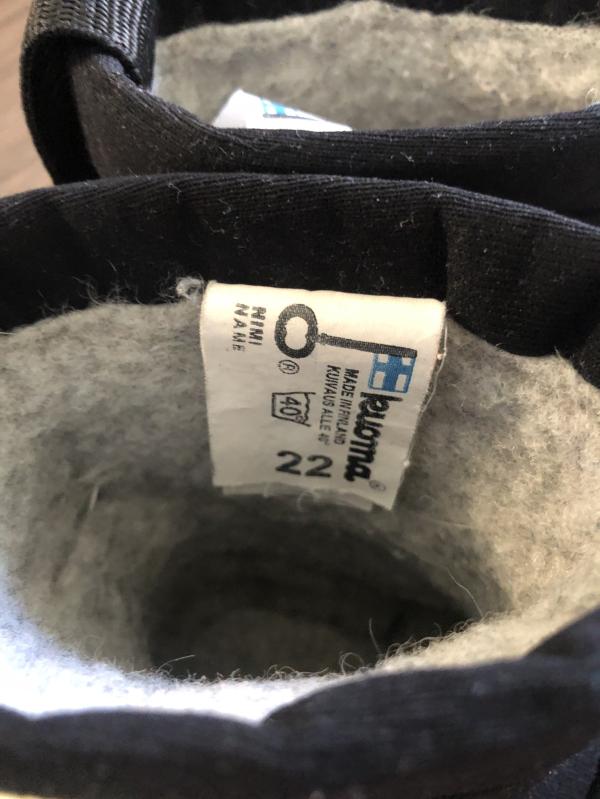 NIMI
NAME
®
kuoma®
MADE IN FINLAND
KUIVAUS ALLE 40°
40°
22